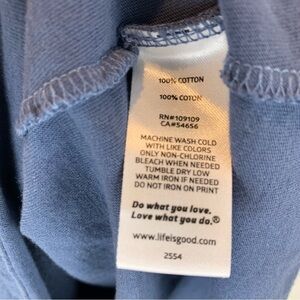 100% COTTON
100% COTON
RN#109109
CA#54656
MACHINE WASH COLD
WITH LIKE COLORS
ONLY NON-CHLORINE
BLEACH WHEN NEEDED
TUMBLE DRY LOW
WARM IRON IF NEEDED
DO NOT IRON ON PRINT
Do what you love.
Love what you do.®
www.lifeisgood.com
2554